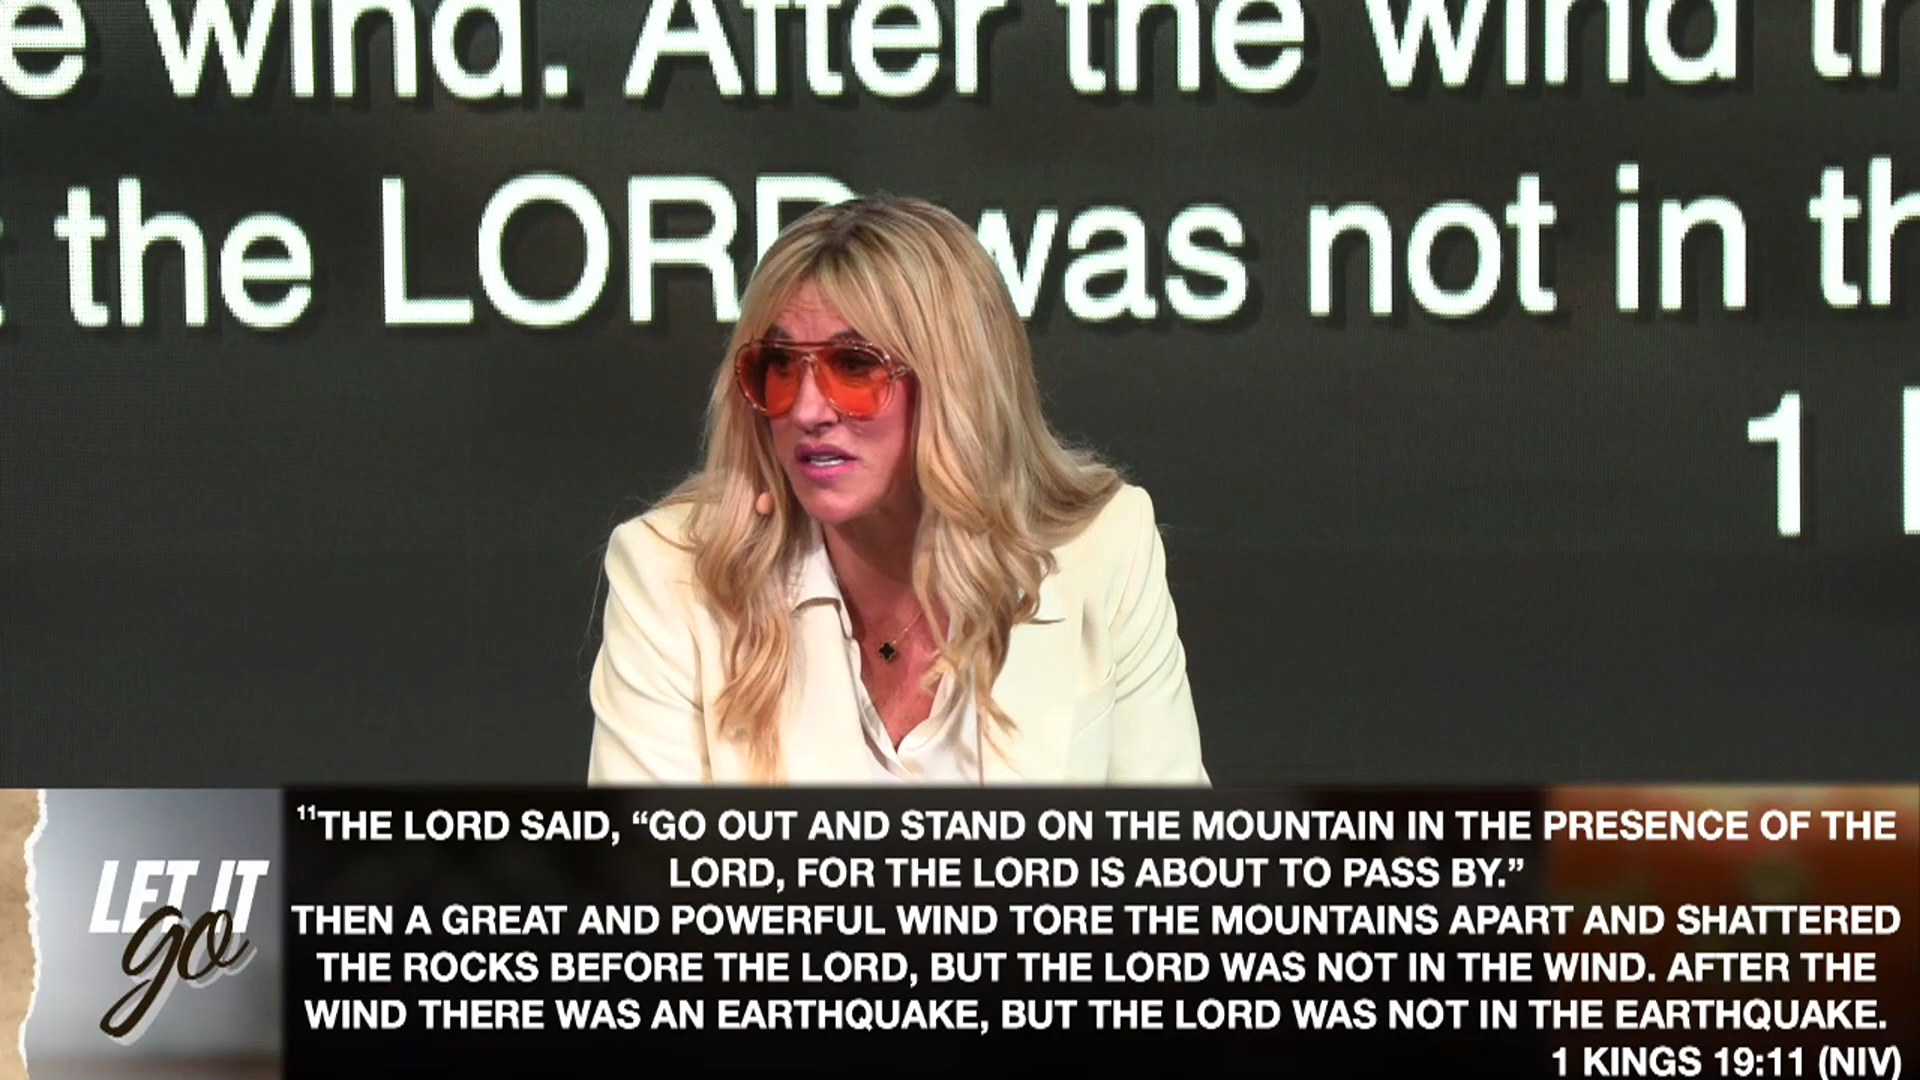 e wind. After the wind th
t the LORD was not in th
1
LET IT
go
¹¹THE LORD SAID, “GO OUT AND STAND ON THE MOUNTAIN IN THE PRESENCE OF THE
LORD, FOR THE LORD IS ABOUT TO PASS BY.”
THEN A GREAT AND POWERFUL WIND TORE THE MOUNTAINS APART AND SHATTERED
THE ROCKS BEFORE THE LORD, BUT THE LORD WAS NOT IN THE WIND. AFTER THE
WIND THERE WAS AN EARTHQUAKE, BUT THE LORD WAS NOT IN THE EARTHQUAKE.
1 KINGS 19:11 (NIV)